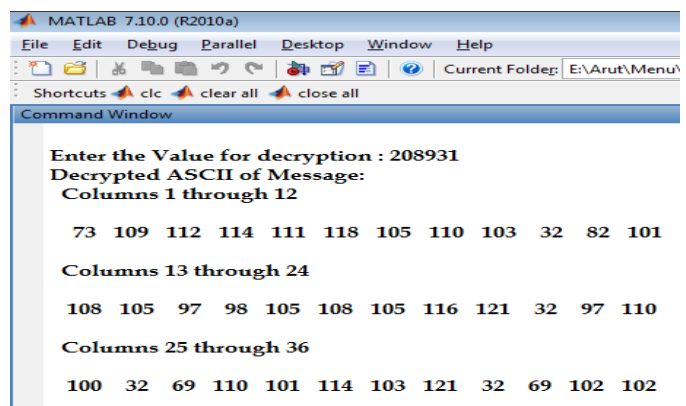 MATLAB 7.10.0 (R2010a)
File Edit Debug Parallel Desktop Window Help
Current Folder: E:\Arut\Menu\
Shortcuts clc clear all close all
Command Window
Enter the Value for decryption : 208931
Decrypted ASCII of Message:
Columns 1 through 12
73 109 112 114 111 118 105 110 103 32 82 101
Columns 13 through 24
108 105 97 98 105 108 105 116 121 32 97 110
Columns 25 through 36
100 32 69 110 101 114 103 121 32 69 102 102